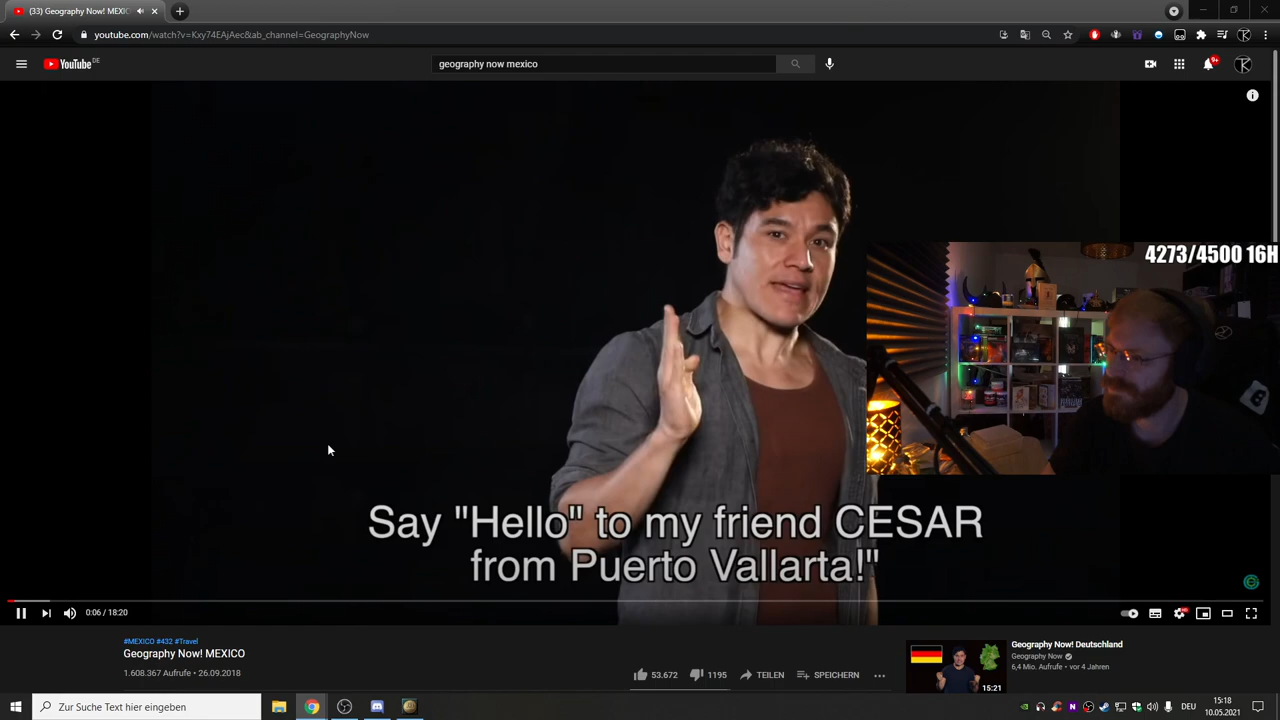 (33) Geography Now! MEXIC
youtube.com/watch?v=Kxy74EAjAec&ab_channel=GeographyNow
YouTube DE
geography now mexico
9+
4273/4500 16H
Say "Hello" to my friend CESAR
from Puerto Vallarta!"
0:06 / 18:20
#MEXICO #432 #Travel
Geography Now! MEXICO
1.608.367 Aufrufe • 26.09.2018
53.672
1195
TEILEN
SPEICHERN
Geography Now! Deutschland
Geography Now
6,4 Mio. Aufrufe • vor 4 Jahren
15:21
Zur Suche Text hier eingeben
DEU
15:18
10.05.2021